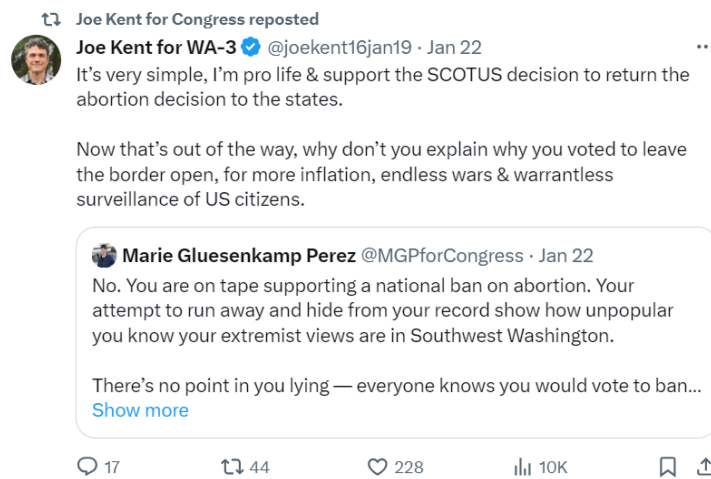 Joe Kent for Congress reposted
Joe Kent for WA-3 @joekent16jan19 · Jan 22
It's very simple, I'm pro life & support the SCOTUS decision to return the
abortion decision to the states.
Now that's out of the way, why don't you explain why you voted to leave
the border open, for more inflation, endless wars & warrantless
surveillance of US citizens.
Marie Gluesenkamp Perez @MGPforCongress · Jan 22
No. You are on tape supporting a national ban on abortion. Your
attempt to run away and hide from your record show how unpopular
you know your extremist views are in Southwest Washington.
There's no point in you lying — everyone knows you would vote to ban...
Show more
17 44 228 10K